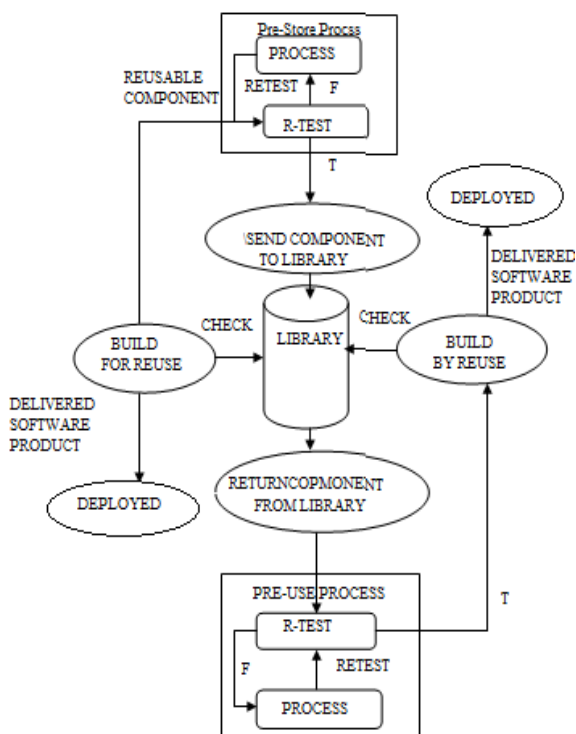 Pre-Store Procss
PROCESS
REUSABLE
COMPONENT
RETEST
F
R-TEST
T
DEPLOYED
SEND COMPONENT
TO LIBRARY
DELIVERED
SOFTWARE
PRODUCT
CHECK
CHECK
LIBRARY
BUILD
FOR REUSE
BUILD
BY REUSE
DELIVERED
SOFTWARE
PRODUCT
RETURNCOPMONENT
FROM LIBRARY
DEPLOYED
PRE-USE PROCESS
T
R-TEST
F
RETEST
PROCESS